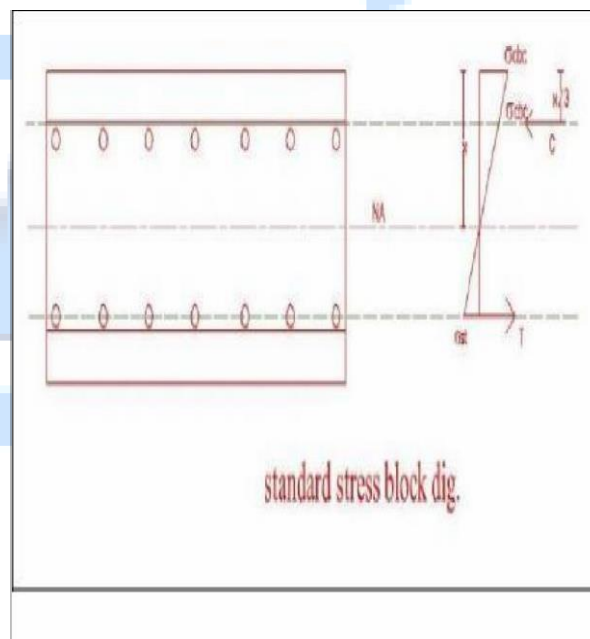 σcbc
x/3
σcbc
C
x
NA
σst
T
standard stress block dig.